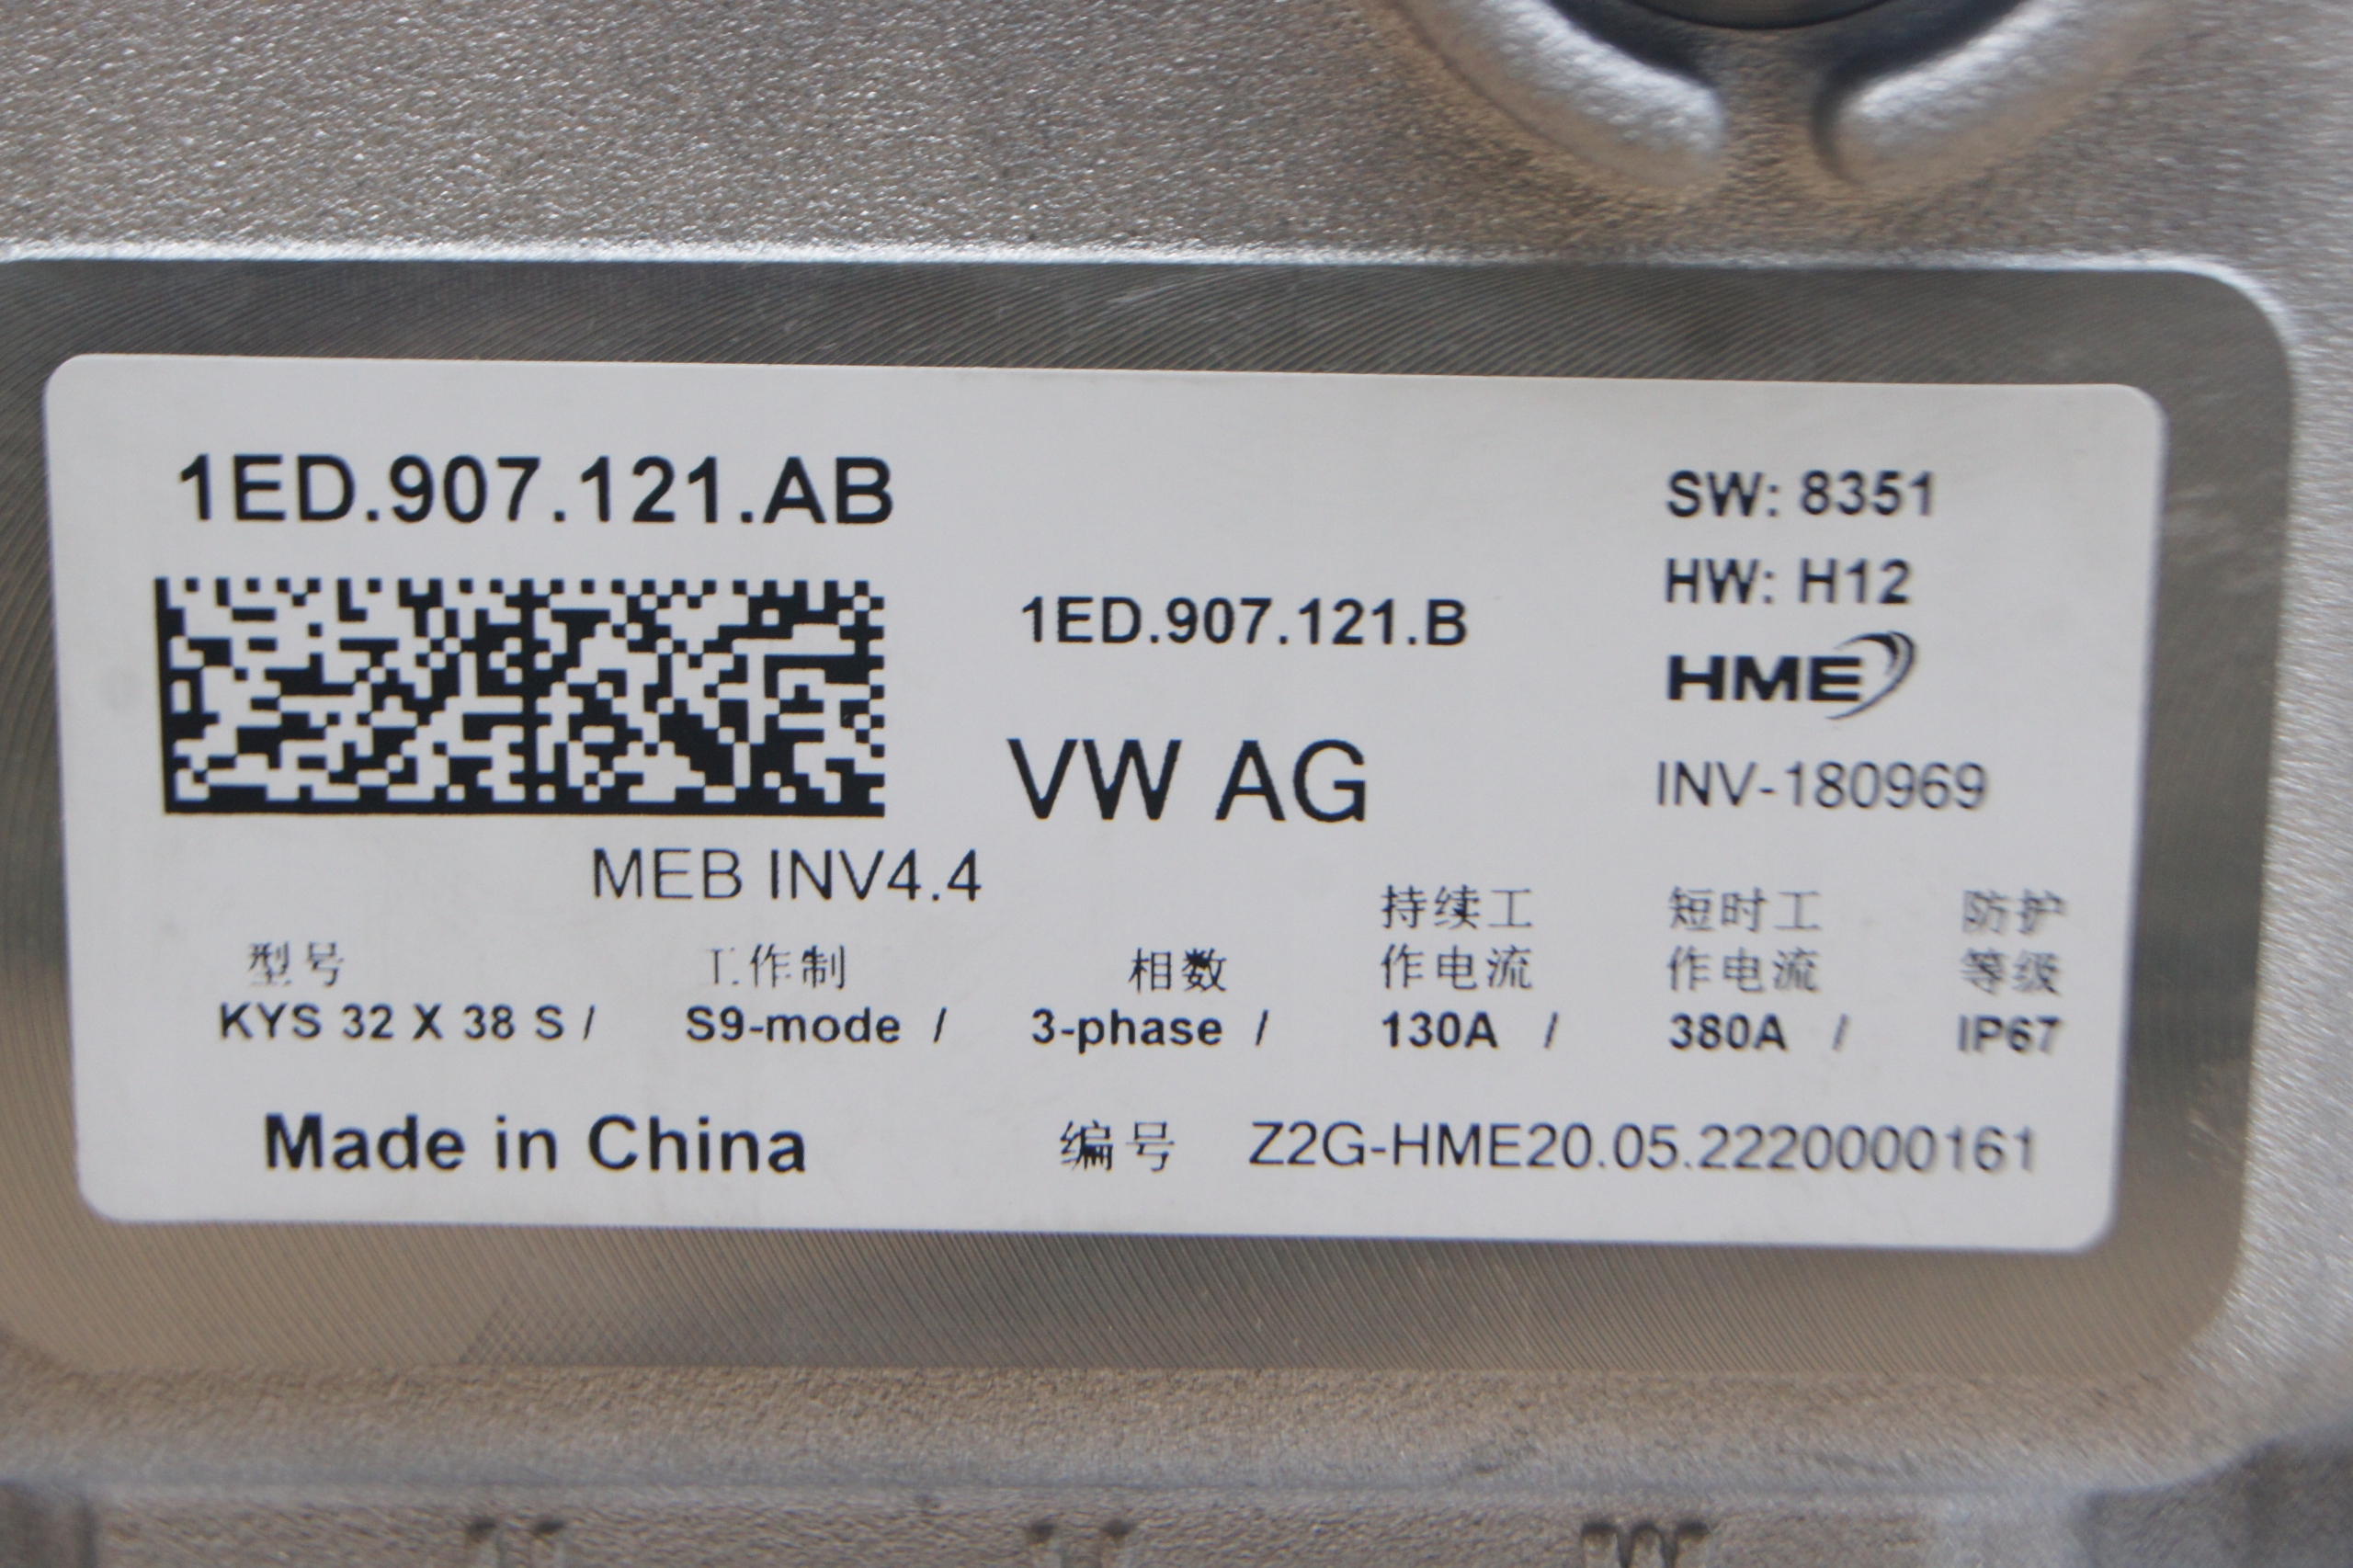 1ED.907.121.AB
SW: 8351
HW: H12
1ED.907.121.B
HME
VW AG
INV-180969
MEB INV4.4
型号
KYS 32 X 38 S /
工作制
S9-mode /
相数
3-phase /
持续工
作电流
130A /
短时工
作电流
380A /
防护
等级
IP67
Made in China
编号 Z2G-HME20.05.2220000161